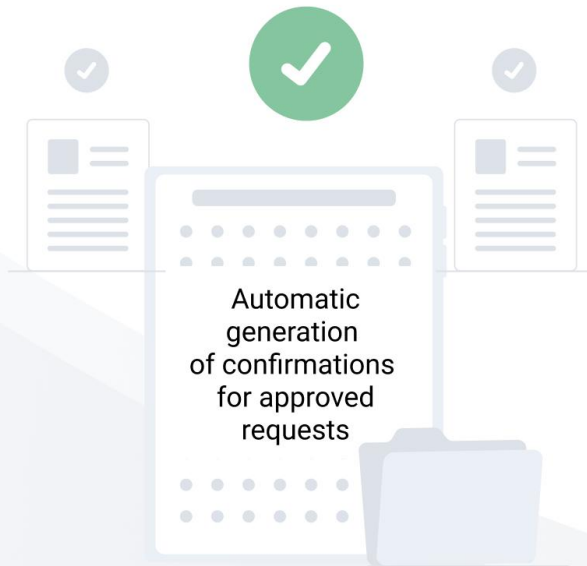 Automatic
generation
of confirmations
for approved
requests